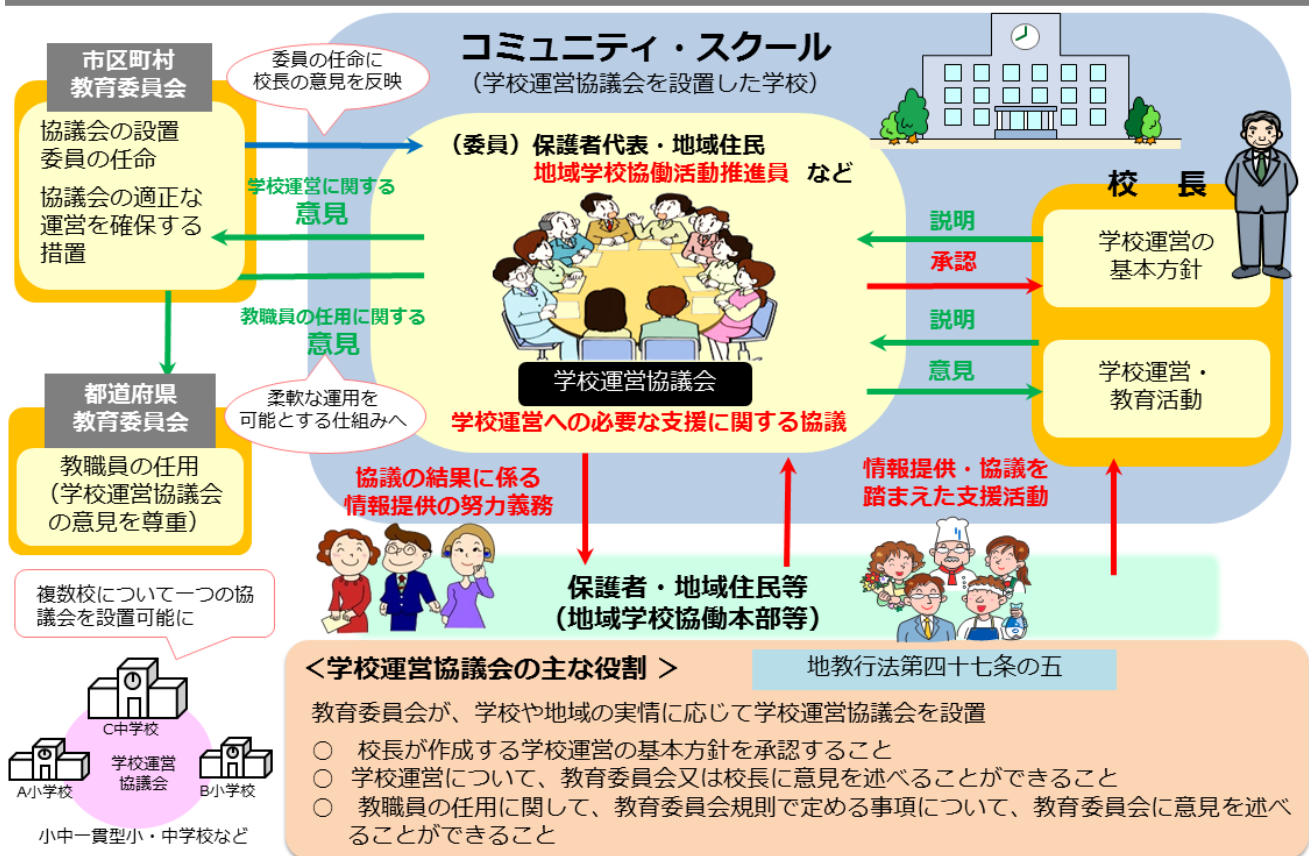 コミュニティ・スクール
（学校運営協議会を設置した学校）
市区町村
教育委員会
協議会の設置
委員の任命
協議会の適正な
運営を確保する
措置
委員の任命に
校長の意見を反映
（委員）保護者代表・地域住民
地域学校協働活動推進員 など
学校運営に関する
意見
教職員の任用に関する
意見
柔軟な運用を
可能とする仕組みへ
学校運営協議会
学校運営への必要な支援に関する協議
校 長
学校運営の
基本方針
学校運営・
教育活動
説明
承認
説明
意見
都道府県
教育委員会
教職員の任用
（学校運営協議会
の意見を尊重）
協議の結果に係る
情報提供の努力義務
情報提供・協議を
踏まえた支援活動
保護者・地域住民等
（地域学校協働本部等）
複数校について一つの協
議会を設置可能に
C中学校
学校運営
協議会
A小学校
B小学校
小中一貫型小・中学校など
＜学校運営協議会の主な役割 ＞
地教行法第四十七条の五
教育委員会が、学校や地域の実情に応じて学校運営協議会を設置
○ 校長が作成する学校運営の基本方針を承認すること
○ 学校運営について、教育委員会又は校長に意見を述べることができること
○ 教職員の任用に関して、教育委員会規則で定める事項について、教育委員会に意見を述べ
ることができること